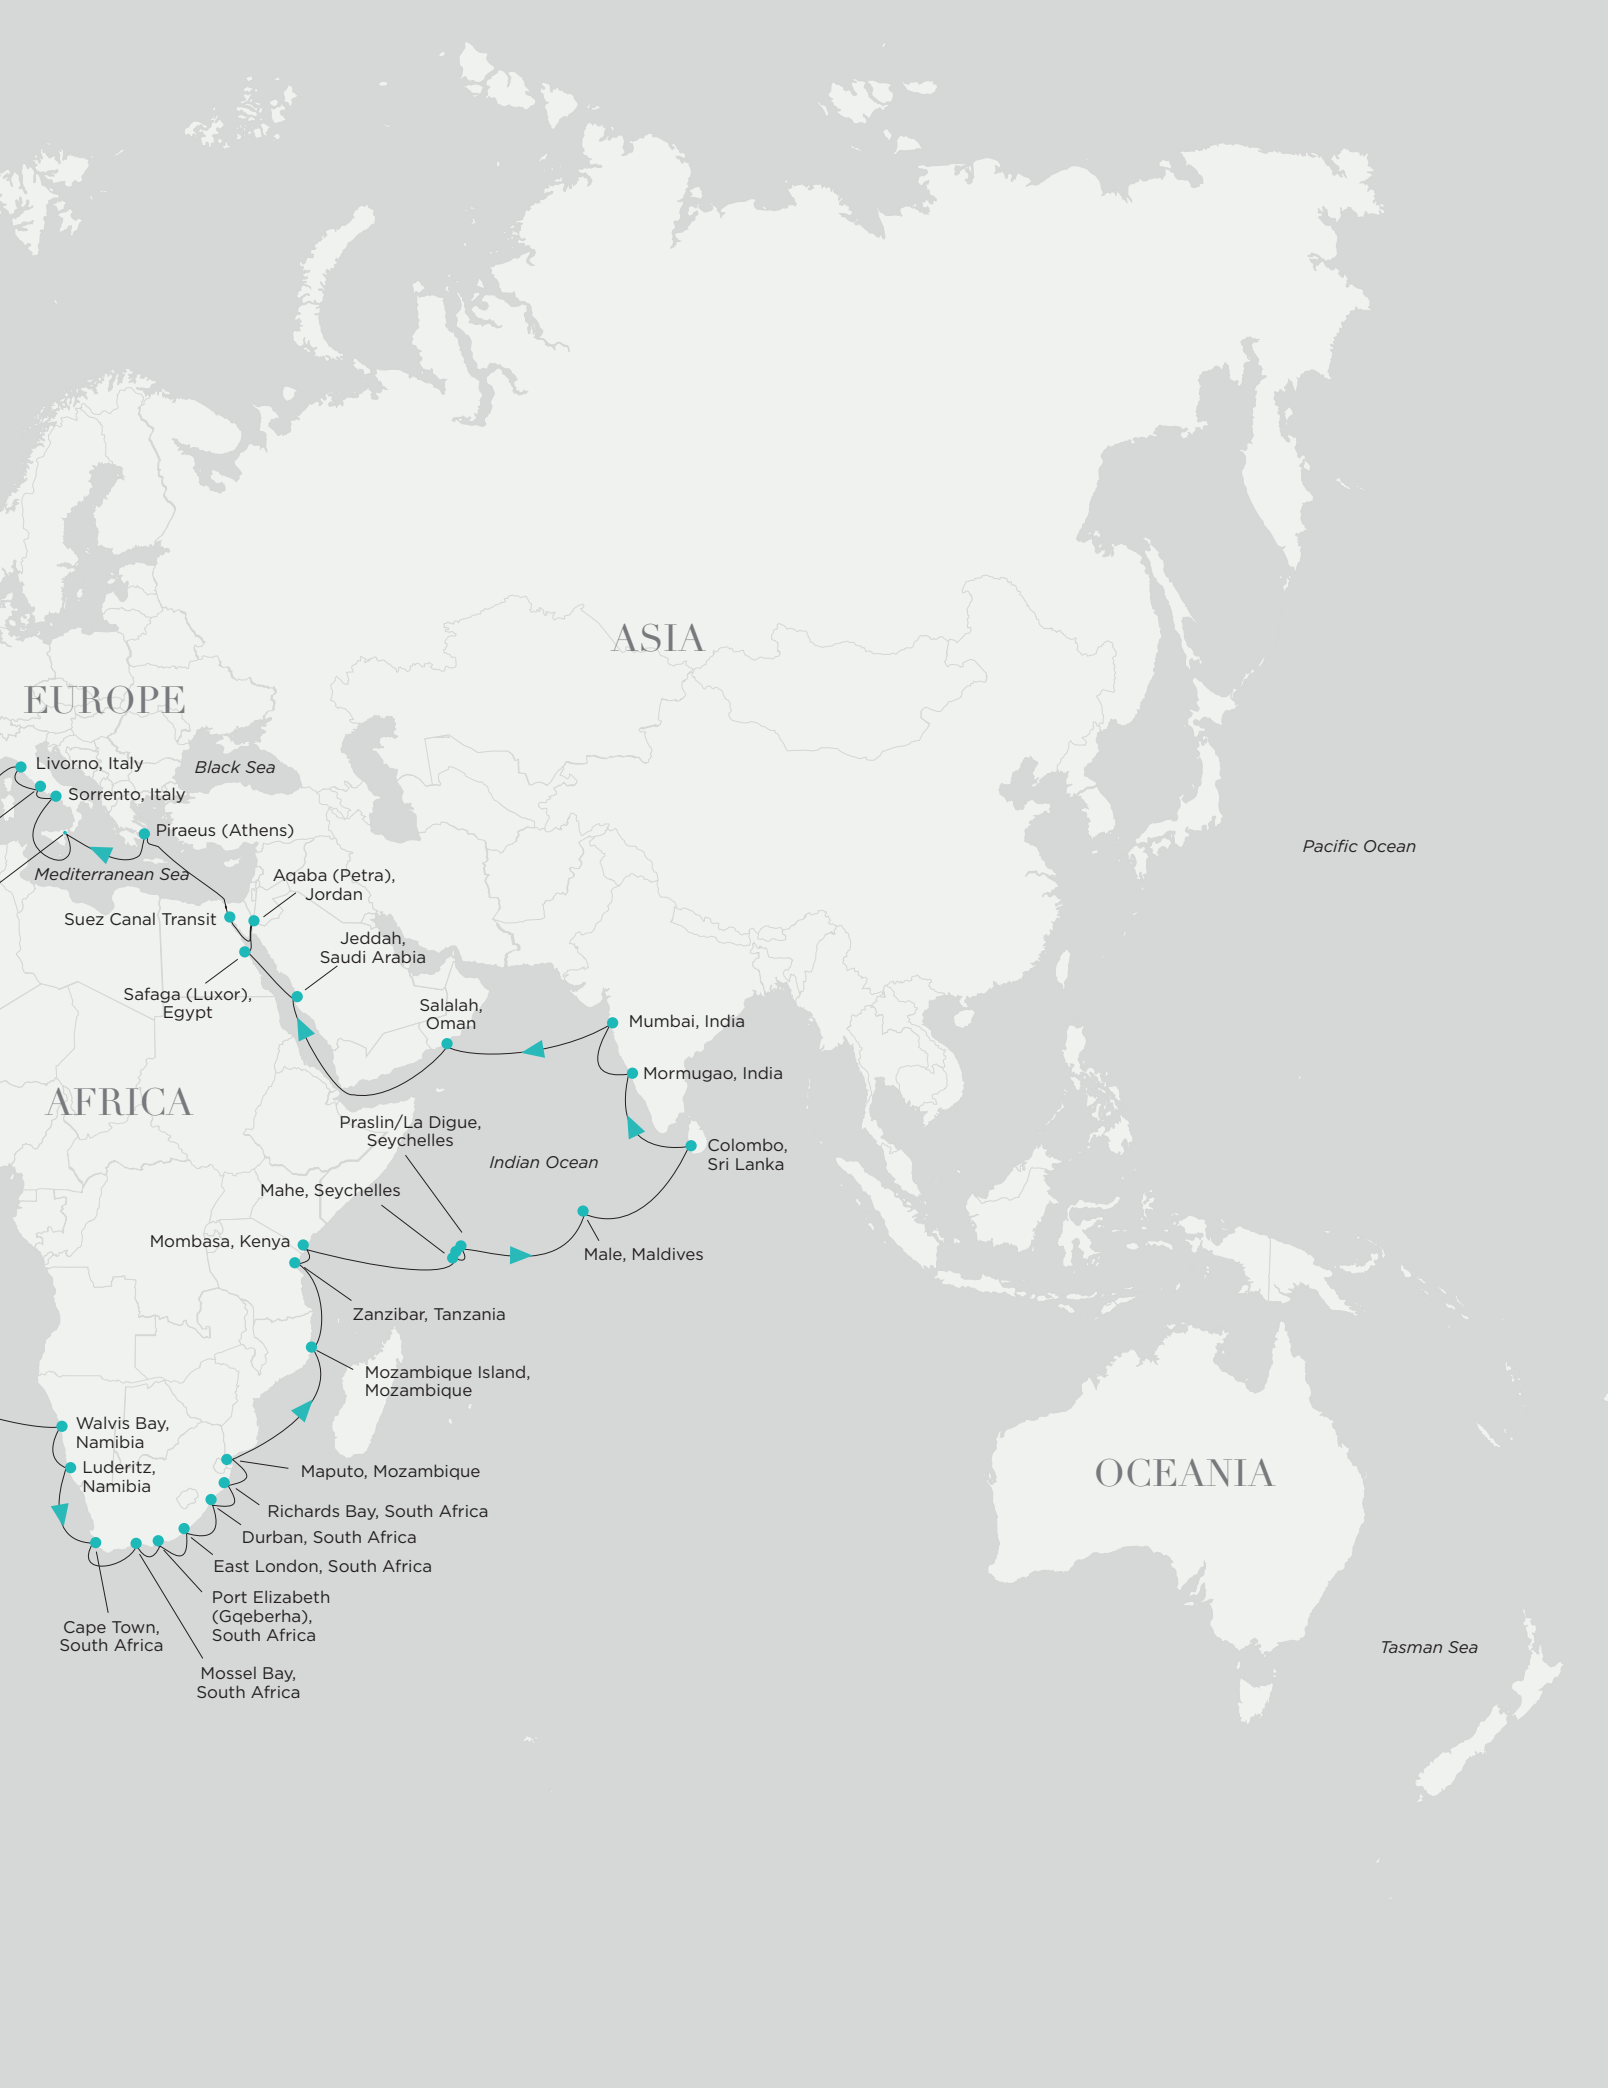 ASIA
EUROPE
Livorno, Italy
Black Sea
Sorrento, Italy
Piraeus (Athens)
Pacific Ocean
Mediterranean Sea
Aqaba (Petra),
Jordan
Suez Canal Transit
Jeddah,
Saudi Arabia
Safaga (Luxor),
Egypt
Salalah,
Oman
Mumbai, India
Mormugao, India
AFRICA
Praslin/La Digue,
Seychelles
Colombo,
Sri Lanka
Indian Ocean
Mahe, Seychelles
Mombasa, Kenya
Male, Maldives
Zanzibar, Tanzania
Mozambique Island,
Mozambique
Walvis Bay,
Namibia
Luderitz,
Namibia
Maputo, Mozambique
OCEANIA
Richards Bay, South Africa
Durban, South Africa
East London, South Africa
Port Elizabeth
(Gqeberha),
South Africa
Cape Town,
South Africa
Tasman Sea
Mossel Bay,
South Africa